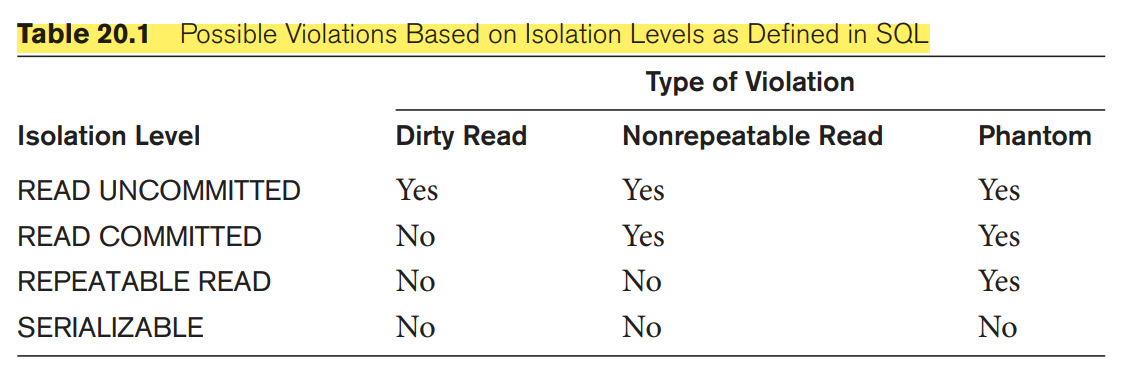 Table 20.1 Possible Violations Based on Isolation Levels as Defined in SQL
Type of Violation
Isolation Level Dirty Read Nonrepeatable Read Phantom
READ UNCOMMITTED Yes Yes Yes
READ COMMITTED No Yes Yes
REPEATABLE READ No No Yes
SERIALIZABLE No No No